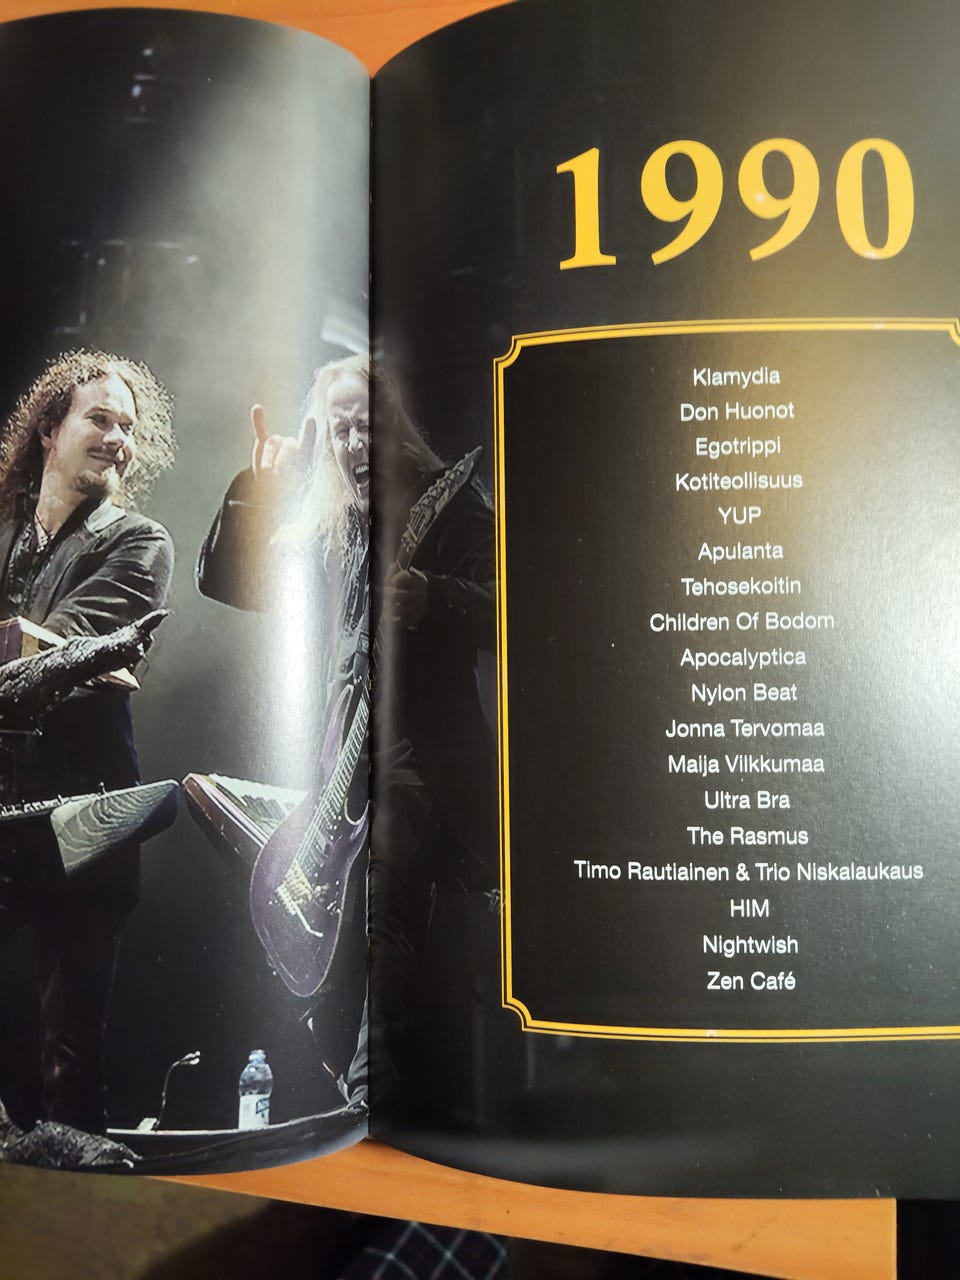 1990
Klamydia
Don Huonot
Egotrippi
Kotiteollisuus
YUP
Apulanta
Tehosekoitin
Children Of Bodom
Apocalyptica
Nylon Beat
Jonna Tervomaa
Maija Vilkkumaa
Ultra Bra
The Rasmus
Timo Rautiainen & Trio Niskalaukaus
HIM
Nightwish
Zen Café